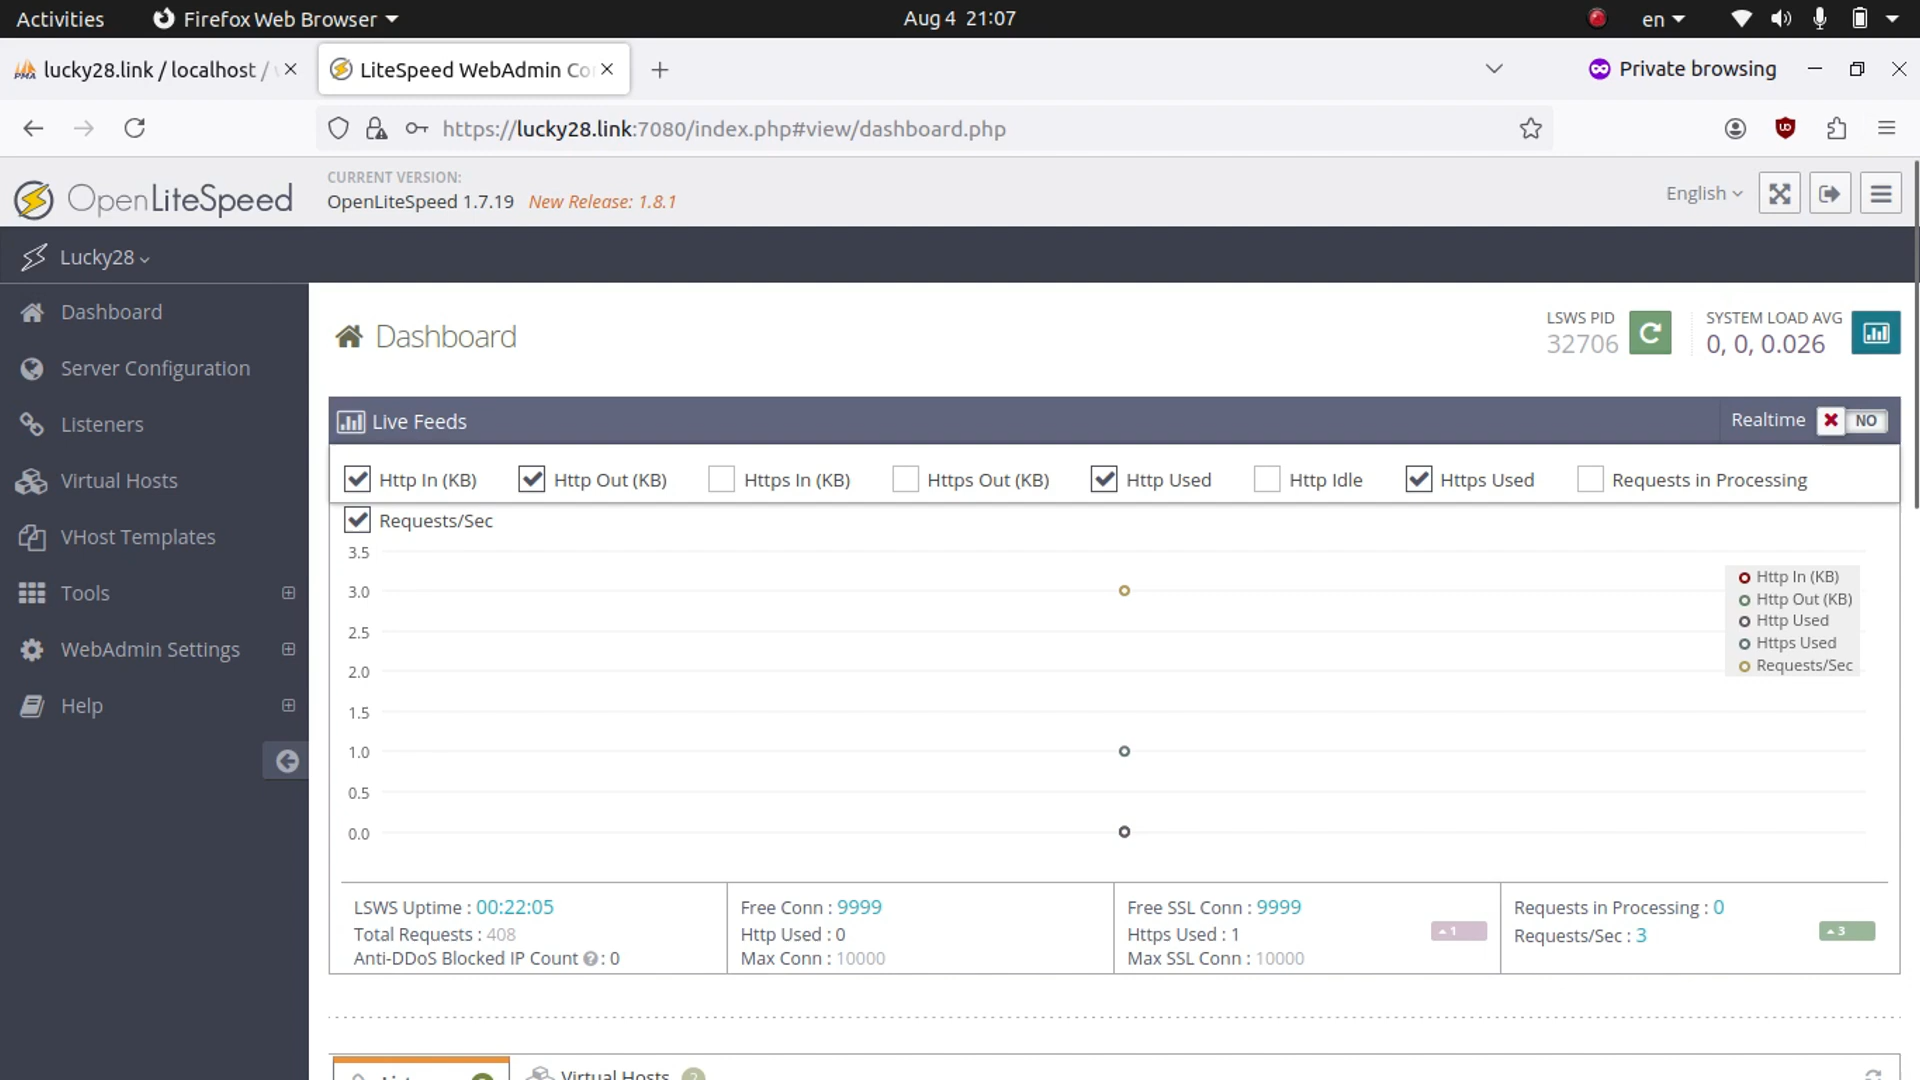 Activities
Firefox Web Browser
Aug 4 21:07
en
PMA lucky28.link / localhost /
LiteSpeed WebAdmin Co
Private browsing
https://lucky28.link:7080/index.php#view/dashboard.php
OpenLiteSpeed
CURRENT VERSION:
OpenLiteSpeed 1.7.19 New Release: 1.8.1
English
Lucky28
Dashboard
Server Configuration
Listeners
Virtual Hosts
VHost Templates
Tools
WebAdmin Settings
Help
Dashboard
LSWS PID
32706
SYSTEM LOAD AVG
0, 0, 0.026
Live Feeds
Realtime NO
Http In (KB) Http Out (KB) Https In (KB) Https Out (KB) Http Used Http Idle Https Used Requests in Processing
Requests/Sec
3.5
3.0
2.5
2.0
1.5
1.0
0.5
0.0
Http In (KB)
Http Out (KB)
Http Used
Https Used
Requests/Sec
LSWS Uptime : 00:22:05
Total Requests : 408
Anti-DDoS Blocked IP Count ? : 0
Free Conn : 9999
Http Used : 0
Max Conn : 10000
Free SSL Conn : 9999
Https Used : 1
Max SSL Conn : 10000
1
Requests in Processing : 0
Requests/Sec : 3
3
Virtual Hosts